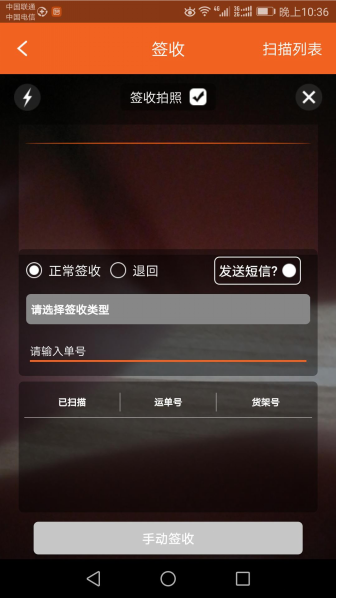 中国联通
中国电信
晚上10:36
签收
扫描列表
签收拍照
正常签收
退回
发送短信?
请选择签收类型
请输入单号
已扫描
运单号
货架号
手动签收